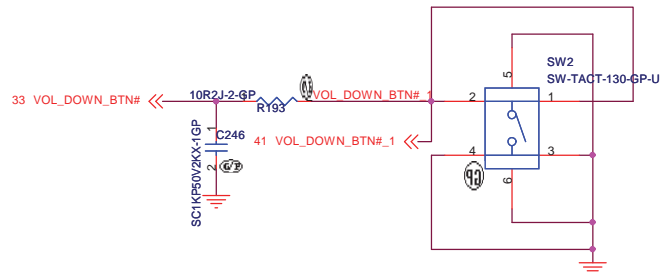 SW2
SW-TACT-130-GP-U
5
10R2J-2-GP
33 VOL_DOWN_BTN#
VOL_DOWN_BTN#_1
2
1
R193
1
C246
41 VOL_DOWN_BTN#_1
4
3
2
SC1KP50V2KX-1GP
6